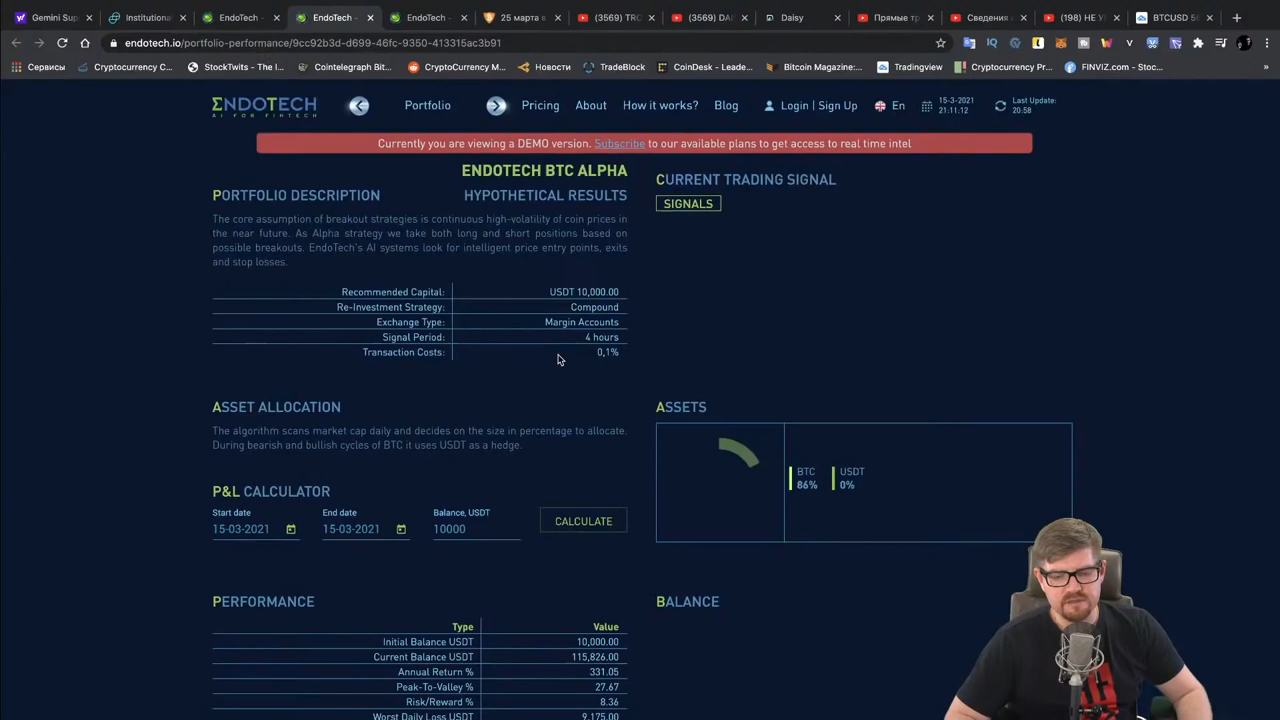 Gemini Sup
Institutional
EndoTech -
EndoTech -
EndoTech -
25 марта в
(3569) TRO
(3569) DAI
Daisy
Прямые тр
Сведения к
(198) НЕ У
BTCUSD 56
endotech.io/portfolio-performance/9cc92b3d-d699-46fc-9350-413315ac3b91
Сервисы
Cryptocurrency C...
StockTwits - The l...
Cointelegraph Bit...
CryptoCurrency M...
Новости
TradeBlock
CoinDesk - Leade...
Bitcoin Magazine:...
Tradingview
Cryptocurrency Pr...
FINVIZ.com - Stoc...
»
ENDOTECH
AI FOR FINTECH
Portfolio
Pricing
About
How it works?
Blog
Login | Sign Up
En
15-3-2021
21:11.12
Last Update:
20:58
Currently you are viewing a DEMO version. Subscribe to our available plans to get access to real time intel
ENDOTECH BTC ALPHA
PORTFOLIO DESCRIPTION
HYPOTHETICAL RESULTS
The core assumption of breakout strategies is continuous high-volatility of coin prices in
the near future. As Alpha strategy we take both long and short positions based on
possible breakouts. EndoTech's AI systems look for intelligent price entry points, exits
and stop losses.
CURRENT TRADING SIGNAL
SIGNALS
Recommended Capital: USDT 10,000.00
Re-Investment Strategy: Compound
Exchange Type: Margin Accounts
Signal Period: 4 hours
Transaction Costs: 0,1%
ASSET ALLOCATION
The algorithm scans market cap daily and decides on the size in percentage to allocate.
During bearish and bullish cycles of BTC it uses USDT as a hedge.
ASSETS
BTC
86%
USDT
0%
P&L CALCULATOR
Start date
15-03-2021
End date
15-03-2021
Balance, USDT
10000
CALCULATE
PERFORMANCE
Type Value
Initial Balance USDT 10,000.00
Current Balance USDT 115,826.00
Annual Return % 331.05
Peak-To-Valley % 27.67
Risk/Reward % 8.36
Worst Daily Loss USDT 9,175.00
BALANCE